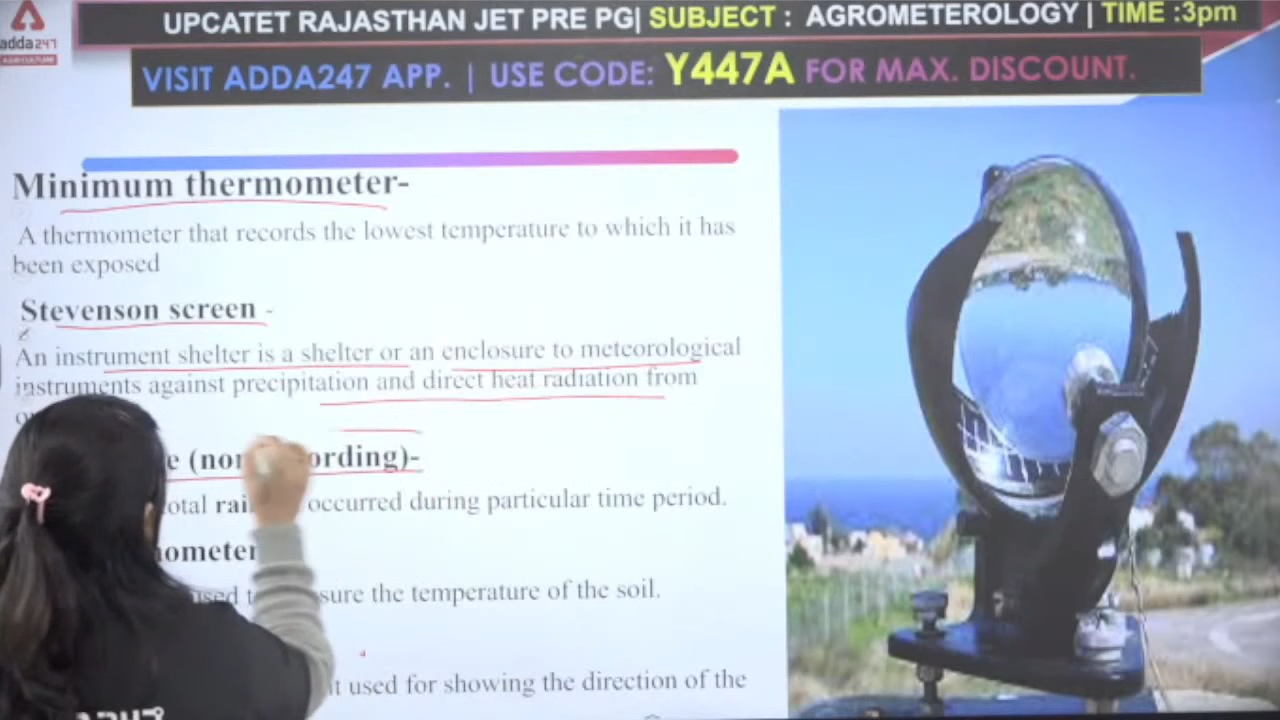 adda247
AGRICULTURE
UPCATET RAJASTHAN JET PRE PG| SUBJECT : AGROMETEROLOGY | TIME :3pm
VISIT ADDA247 APP. | USE CODE: Y447A FOR MAX. DISCOUNT.
Minimum thermometer-
A thermometer that records the lowest temperature to which it has
been exposed
Stevenson screen -
An instrument shelter is a shelter or an enclosure to meteorological
instruments against precipitation and direct heat radiation from
occurred during particular time period.
the temperature of the soil.
used for showing the direction of the